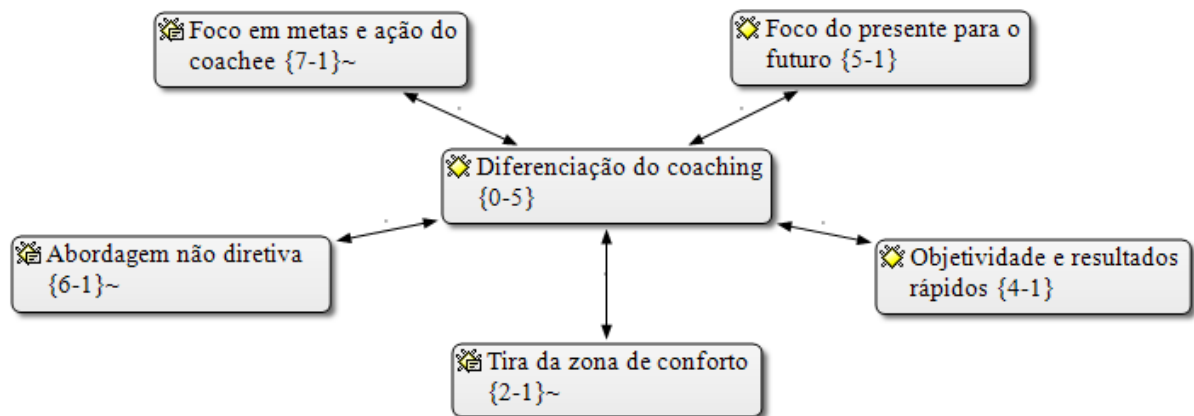 Foco em metas e ação do
coachee {7-1}~
Foco do presente para o
futuro {5-1}
Diferenciação do coaching
{0-5}
Abordagem não diretiva
{6-1}~
Objetividade e resultados
rápidos {4-1}
Tira da zona de conforto
{2-1}~